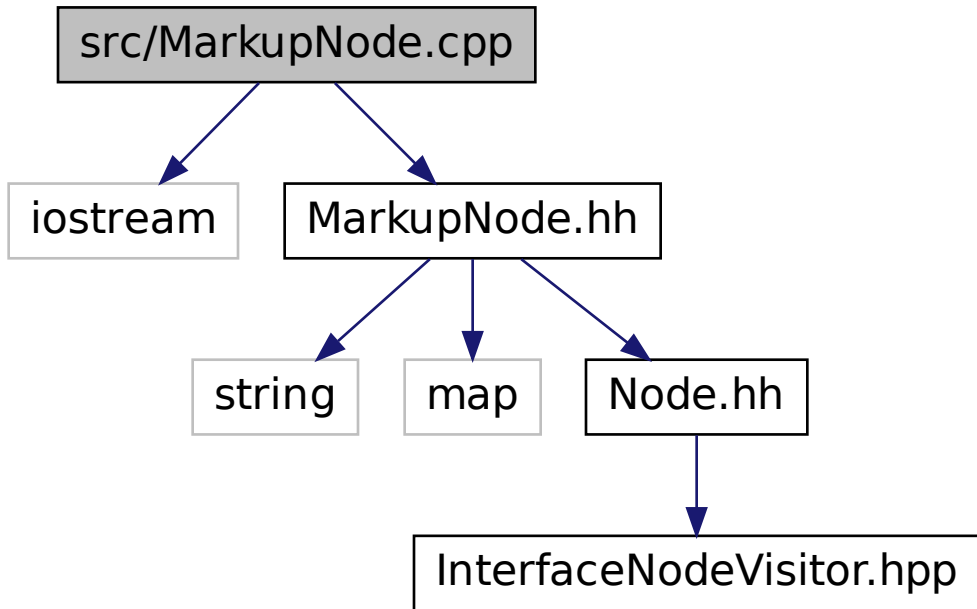 src/MarkupNode.cpp
iostream
MarkupNode.hh
string
map
Node.hh
InterfaceNodeVisitor.hpp